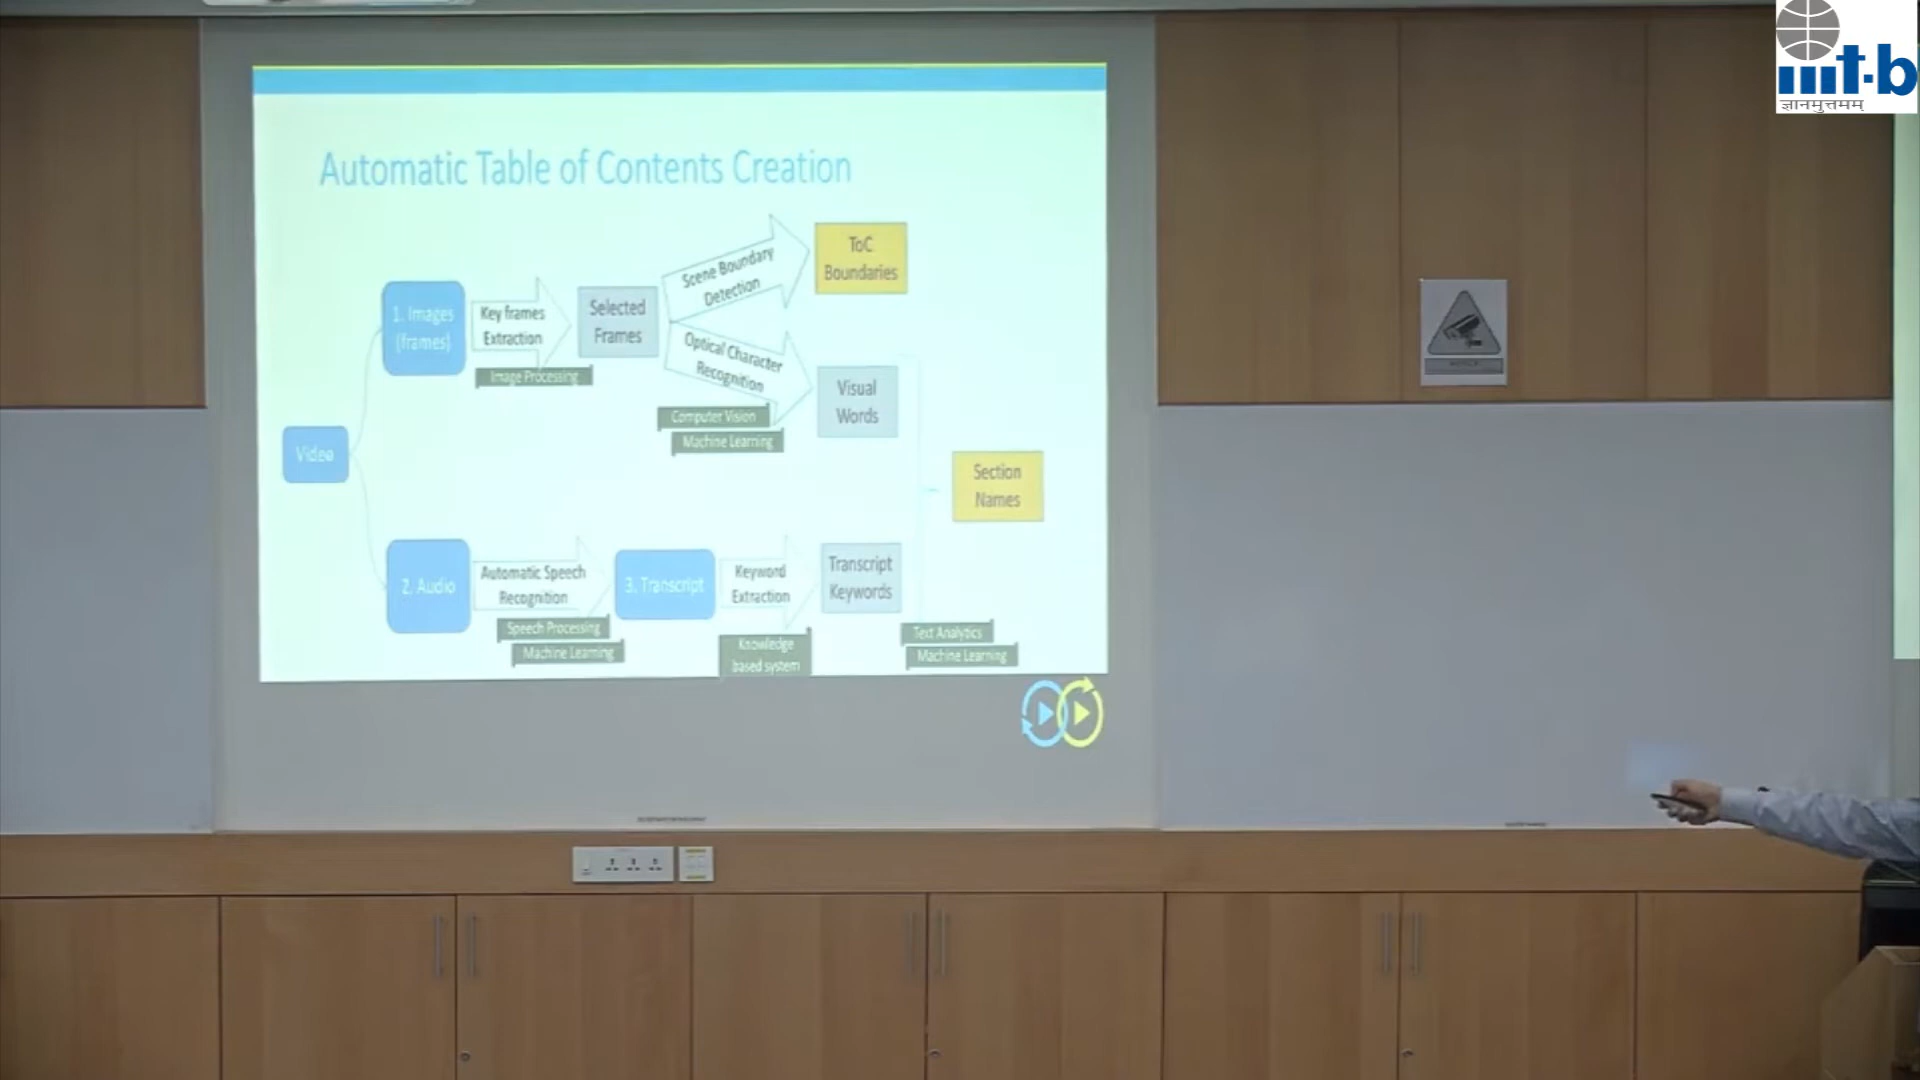 iiit-b
ज्ञानमुत्तमम्
Automatic Table of Contents Creation
ToC
Boundaries
Scene Boundary
Detection
1. Images
(frames)
Key frames
Extraction
Selected
Frames
Image Processing
Optical Character
Recognition
Visual
Words
Computer Vision
Machine Learning
Video
Section
Names
2. Audio
Automatic Speech
Recognition
3. Transcript
Keyword
Extraction
Transcript
Keywords
Speech Processing
Machine Learning
Knowledge
based system
Text Analytics
Machine Learning